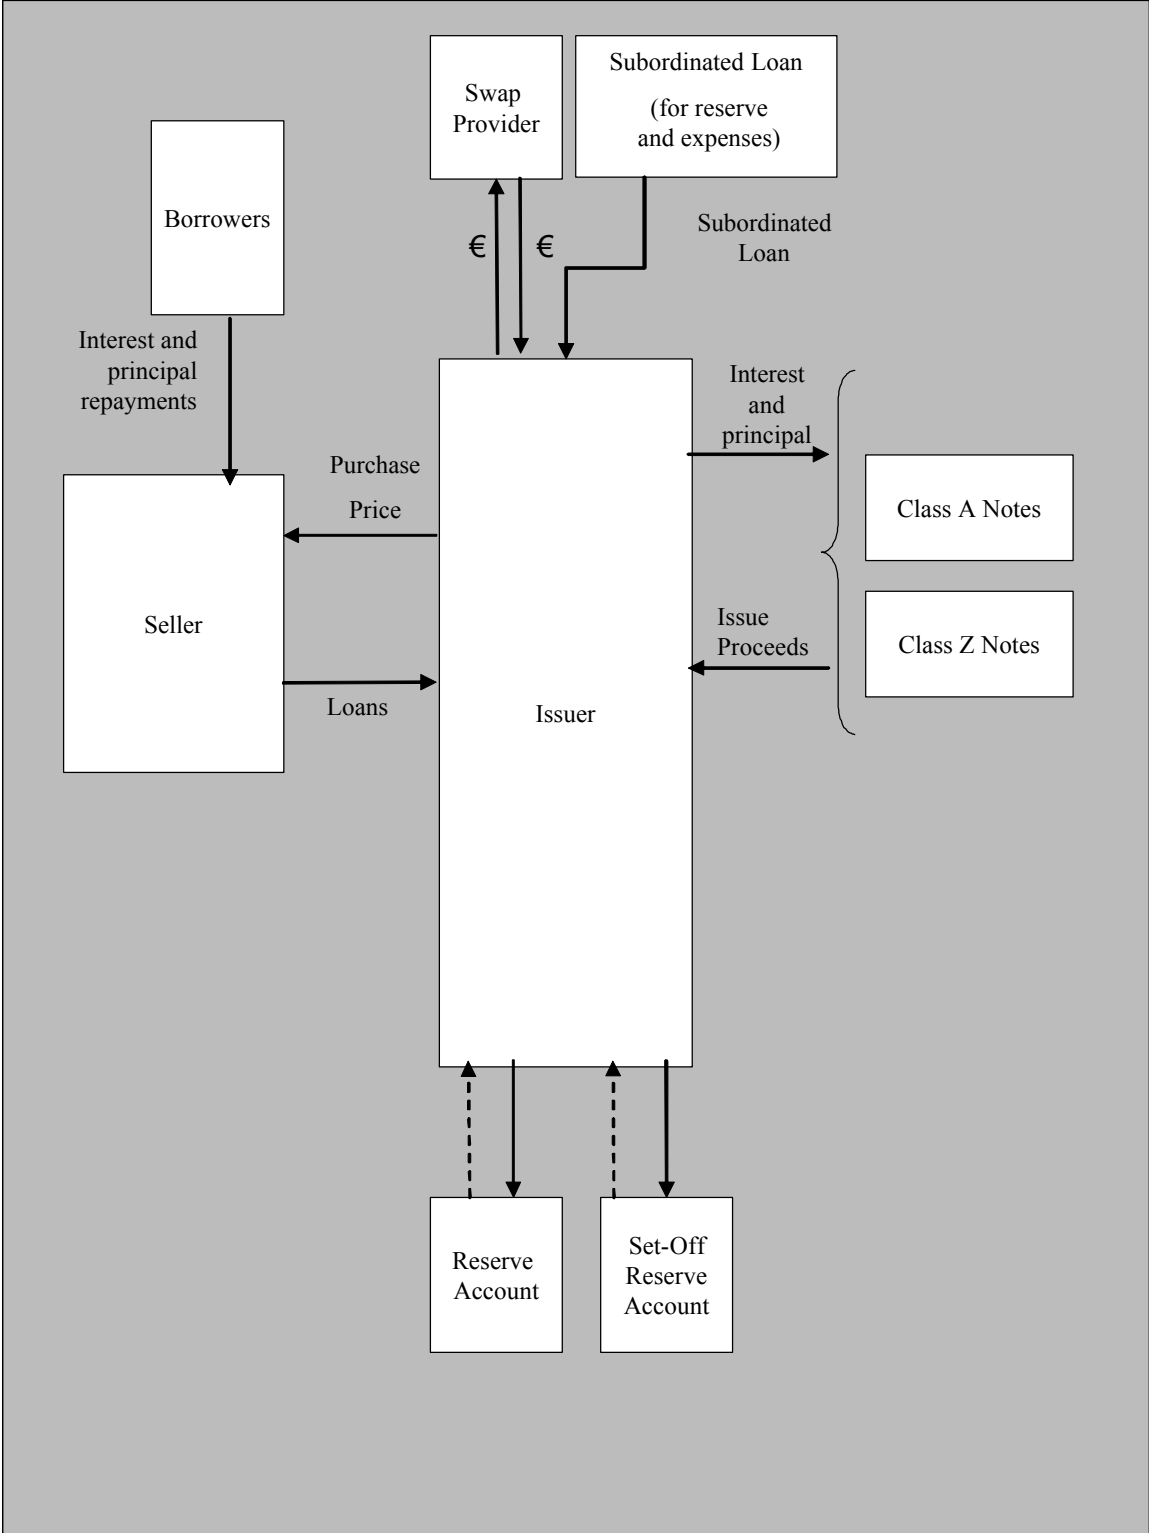 Swap
Provider
Subordinated Loan
(for reserve
and expenses)
Borrowers
€
€
Subordinated
Loan
Interest and
principal
repayments
Interest
and
principal
Purchase
Price
Class A Notes
Seller
Issue
Proceeds
Class Z Notes
Loans
Issuer
Reserve
Account
Set-Off
Reserve
Account